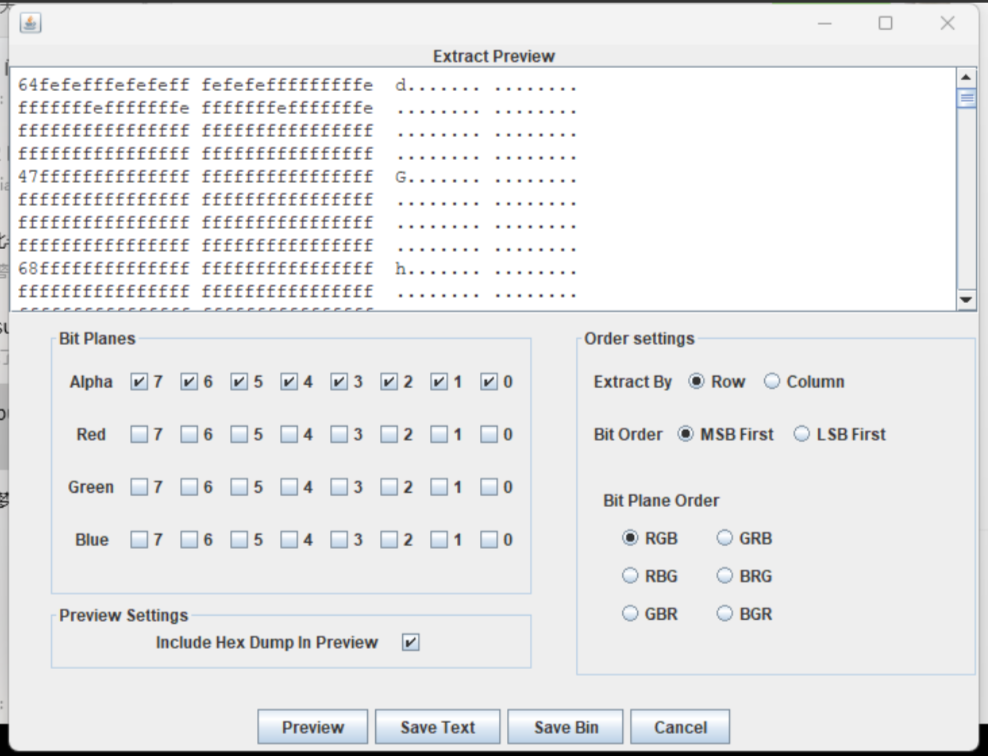 Extract Preview
64fefefffefefeff fefefefffffffffe d....... ........
fffffffefffffffe fffffffefffffffe ........ ........
ffffffffffffffff ffffffffffffffff ........ ........
ffffffffffffffff ffffffffffffffff ........ ........
47ffffffffffffff ffffffffffffffff G....... ........
ffffffffffffffff ffffffffffffffff ........ ........
ffffffffffffffff ffffffffffffffff ........ ........
ffffffffffffffff ffffffffffffffff ........ ........
68ffffffffffffff ffffffffffffffff h....... ........
ffffffffffffffff ffffffffffffffff ........ ........
Bit Planes
Alpha 7 6 5 4 3 2 1 0
Red 7 6 5 4 3 2 1 0
Green 7 6 5 4 3 2 1 0
Blue 7 6 5 4 3 2 1 0
Preview Settings
Include Hex Dump In Preview
Order settings
Extract By Row Column
Bit Order MSB First LSB First
Bit Plane Order
RGB GRB
RBG BRG
GBR BGR
Preview Save Text Save Bin Cancel